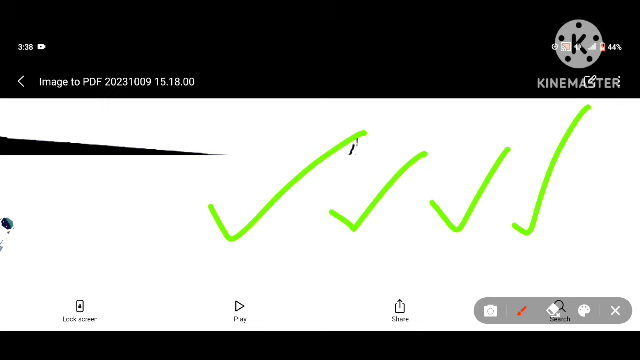 3:38
44%
K
KINEMASTER
Image to PDF 20231009 15.18.00
Lock screen
Play
Share
Search